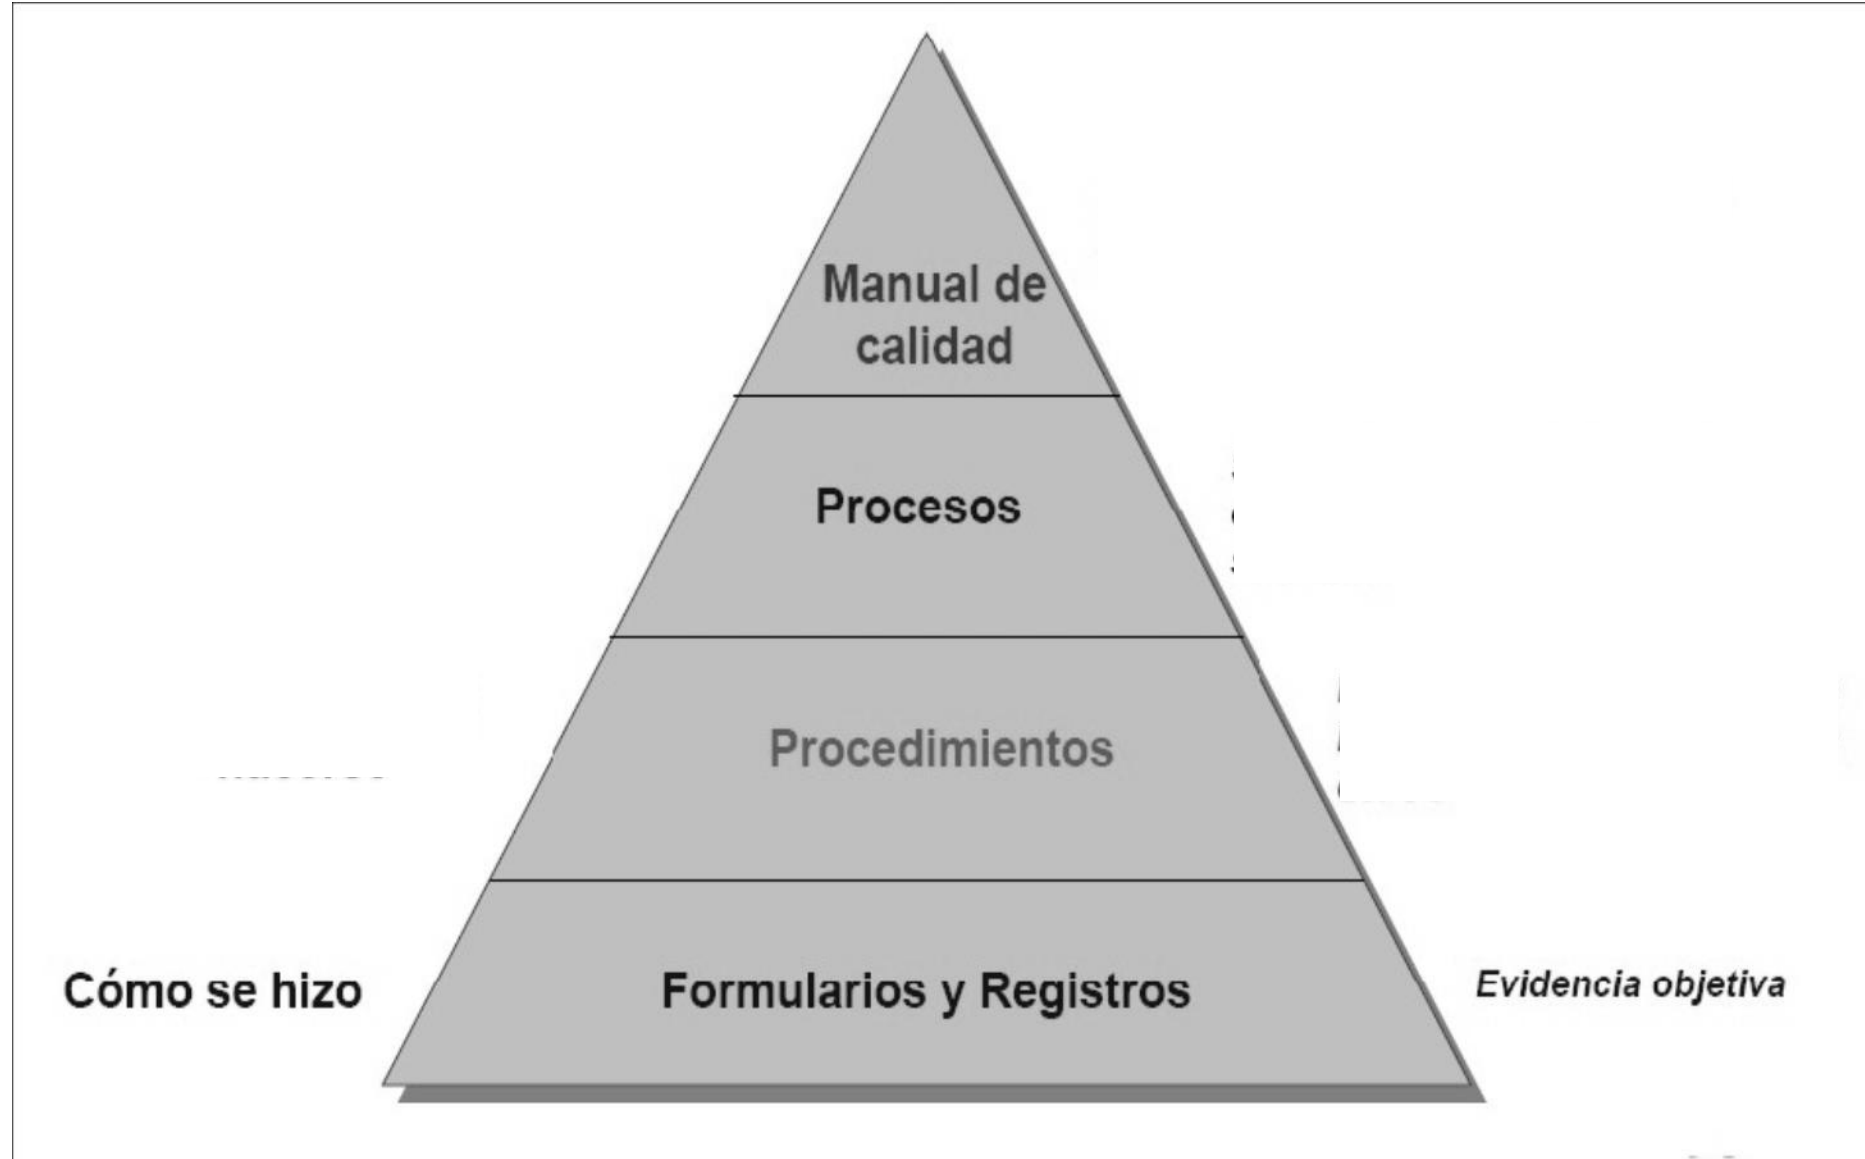 Manual de
calidad
Procesos
Procedimientos
Cómo se hizo
Formularios y Registros
Evidencia objetiva